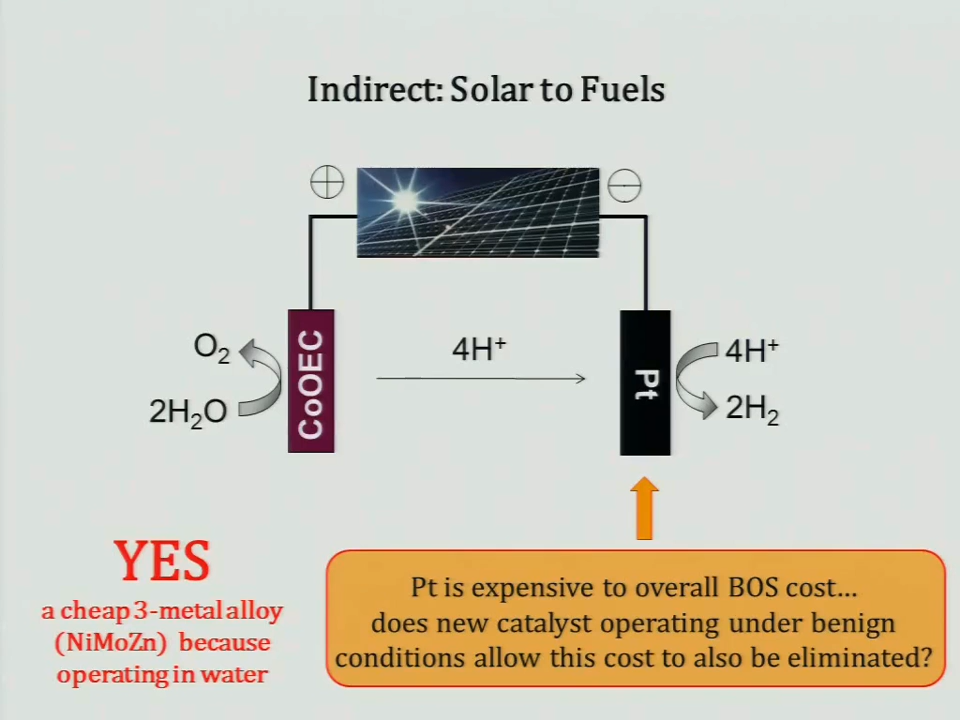 Indirect: Solar to Fuels
⊕
⊖
O₂
2H₂O
CoOEC
4H⁺
Pt
4H⁺
2H₂
YES
a cheap 3-metal alloy
(NiMoZn) because
operating in water
Pt is expensive to overall BOS cost…
does new catalyst operating under benign
conditions allow this cost to also be eliminated?